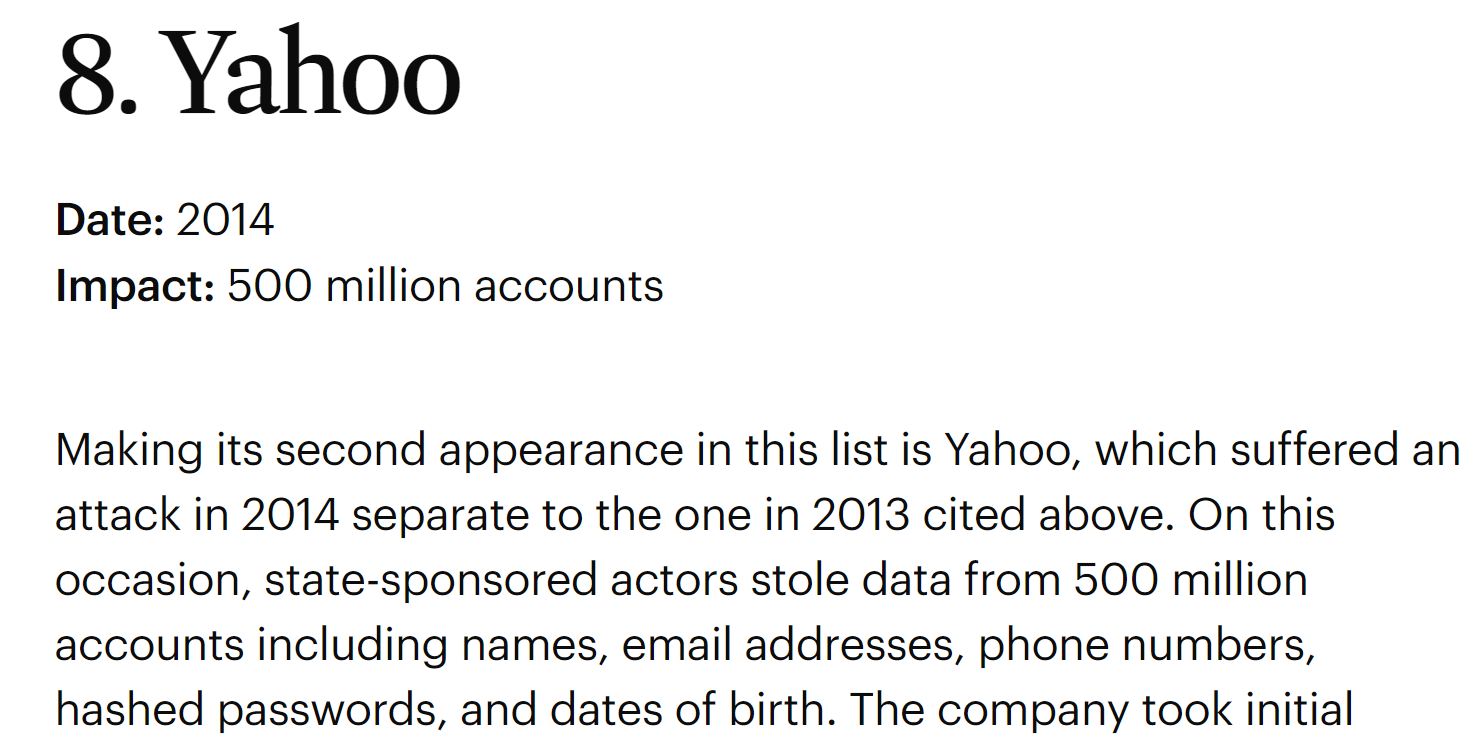 8. Yahoo
Date: 2014
Impact: 500 million accounts
Making its second appearance in this list is Yahoo, which suffered an
attack in 2014 separate to the one in 2013 cited above. On this
occasion, state-sponsored actors stole data from 500 million
accounts including names, email addresses, phone numbers,
hashed passwords, and dates of birth. The company took initial